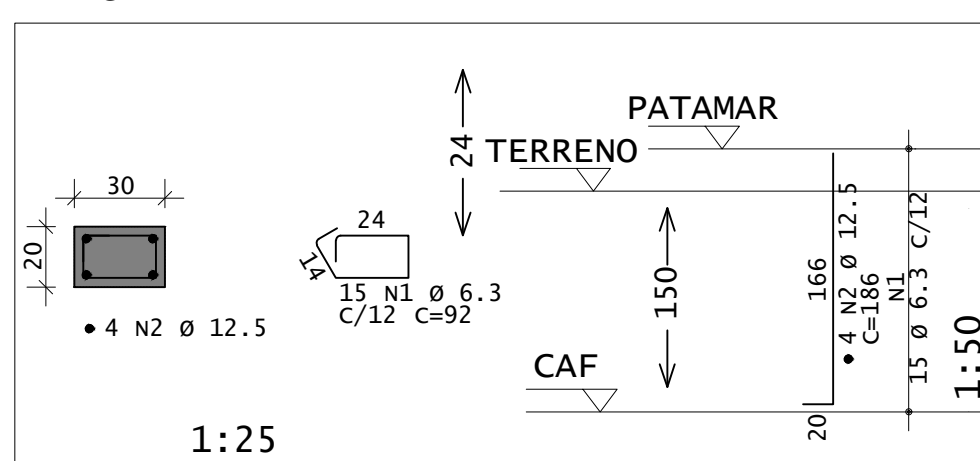 30
20
4 N2 Ø 12.5
1:25
24
14
15 N1 Ø 6.3
C/12 C=92
24
PATAMAR
TERRENO
150
CAF
166
20
4 N2 Ø 12.5
C=186
N1
15 Ø 6.3 C/12
1:50